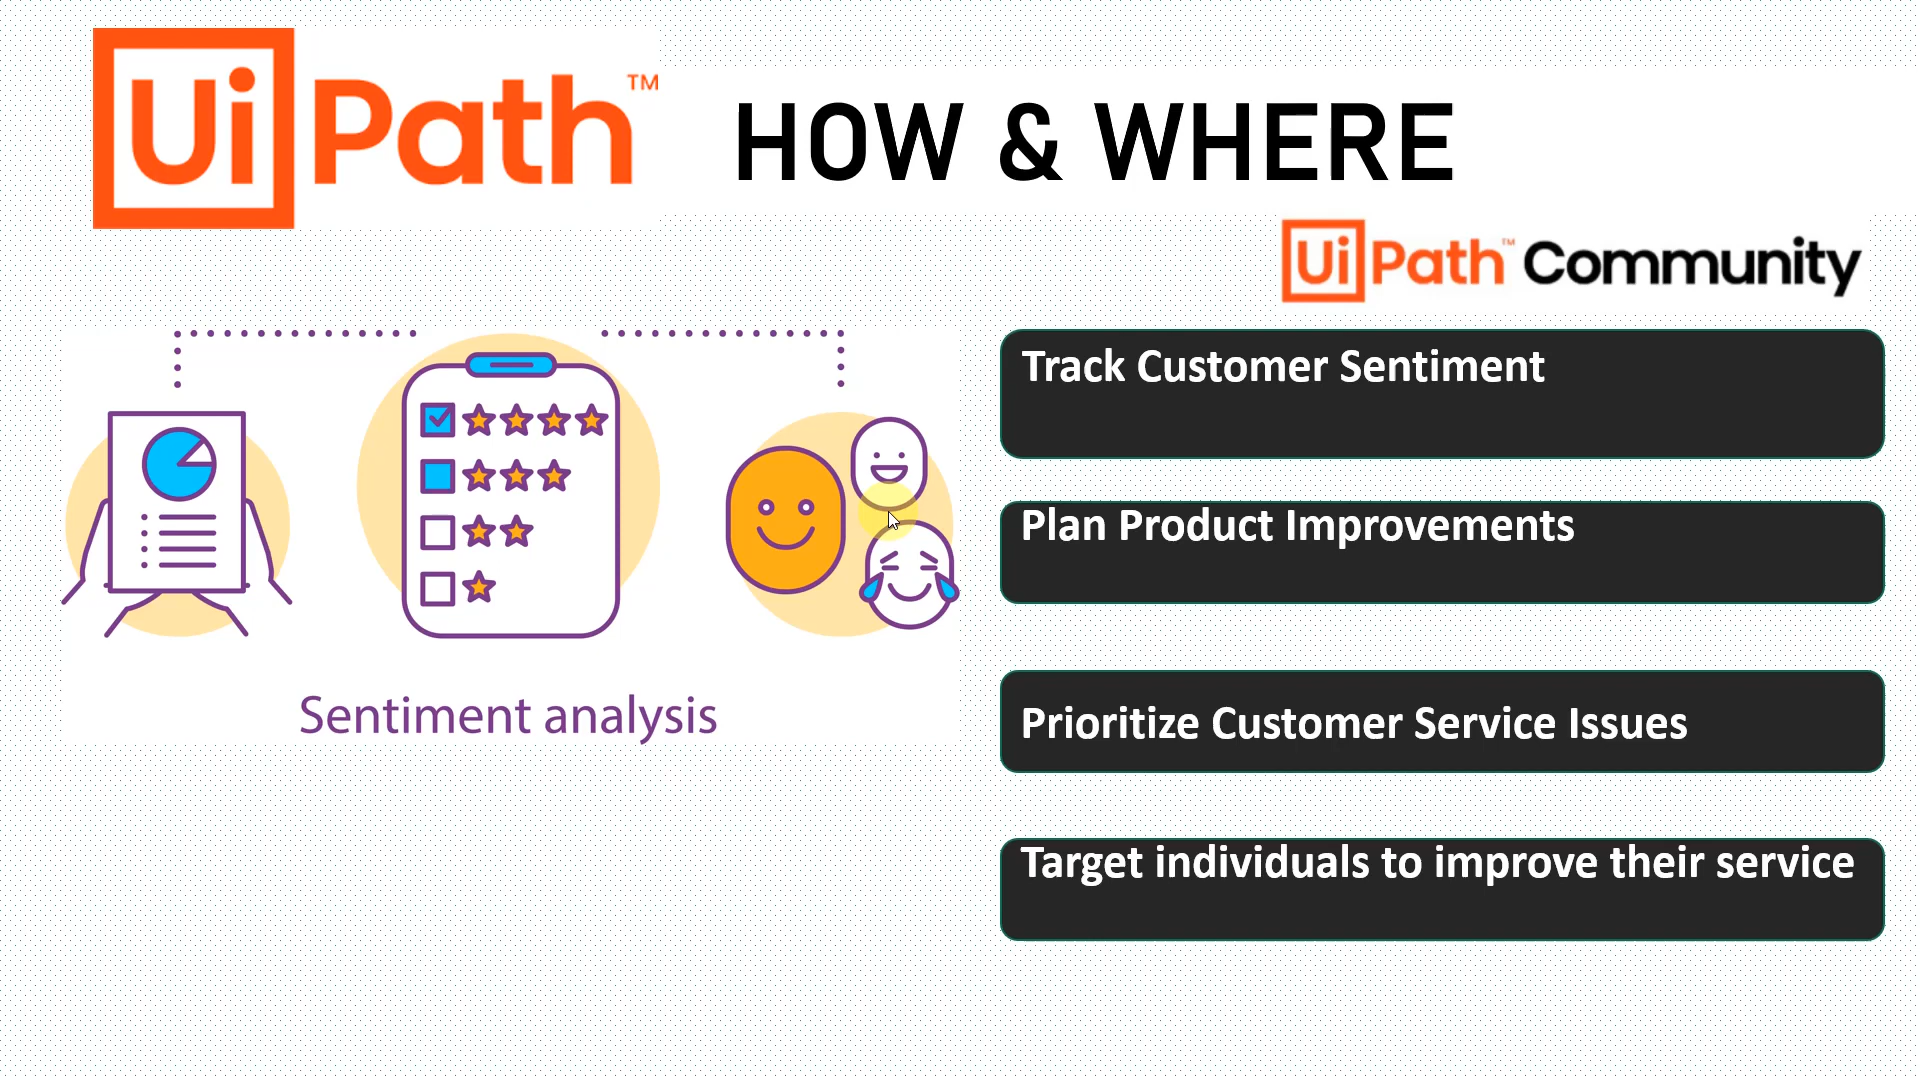 UiPath™
HOW & WHERE
UiPath™ Community
Track Customer Sentiment
Plan Product Improvements
Prioritize Customer Service Issues
Target individuals to improve their service
Sentiment analysis